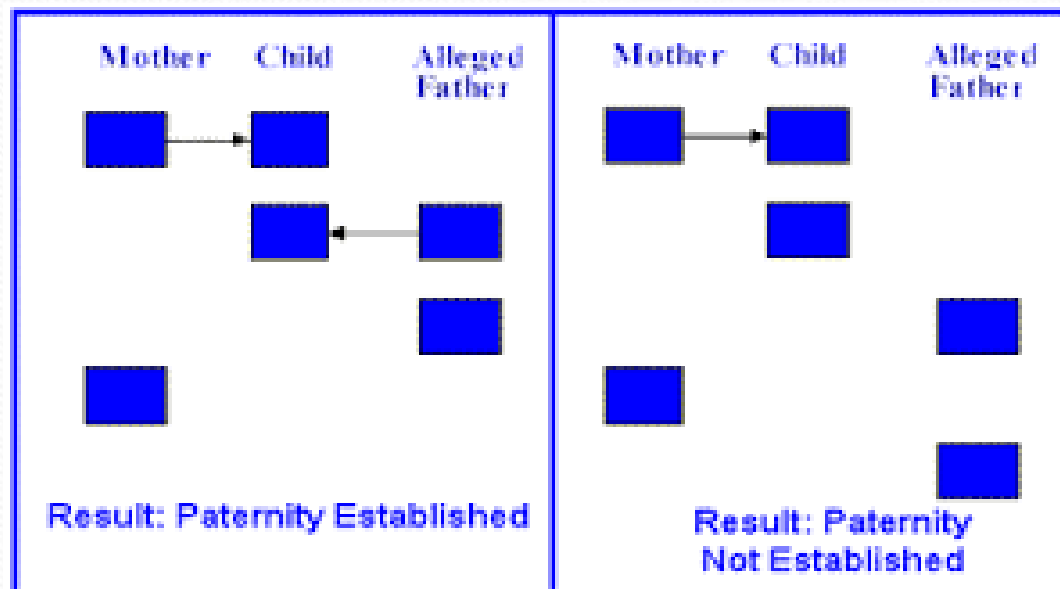 Mother Child Alleged
Father
Result: Paternity Established
Mother Child Alleged
Father
Result: Paternity
Not Established